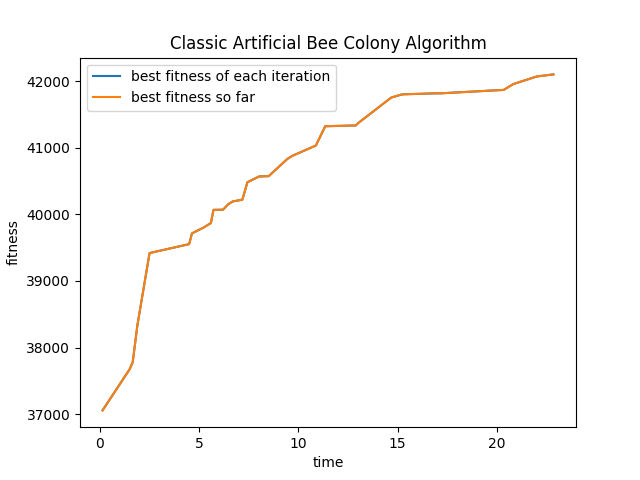 Classic Artificial Bee Colony Algorithm
best fitness of each iteration
best fitness so far
42000
41000
40000
39000
38000
37000
fitness
0 5 10 15 20
time